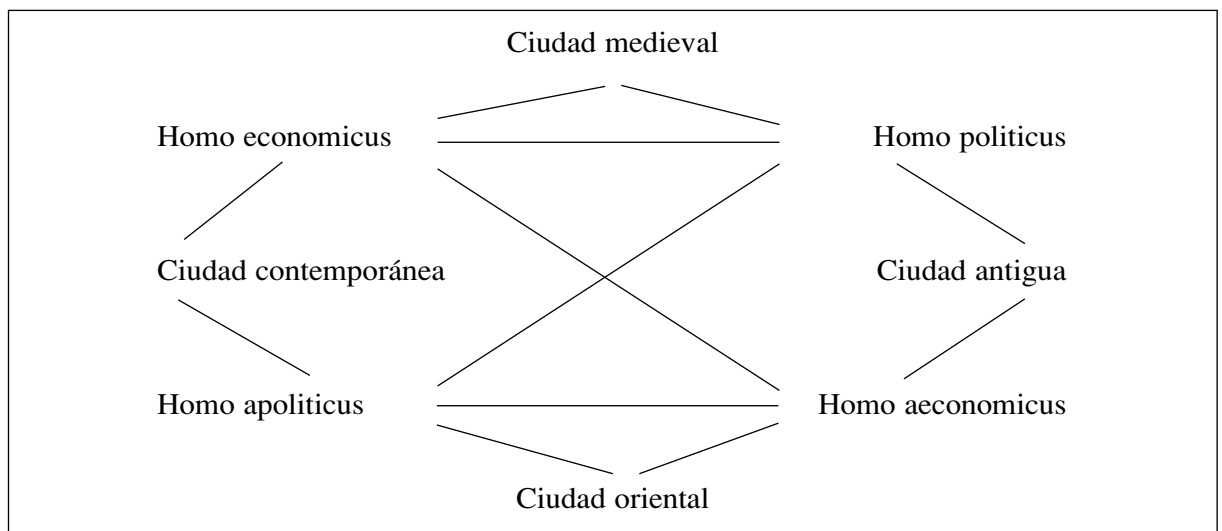 Ciudad medieval
Homo economicus Homo politicus
Ciudad contemporánea Ciudad antigua
Homo apoliticus Homo aeconomicus
Ciudad oriental